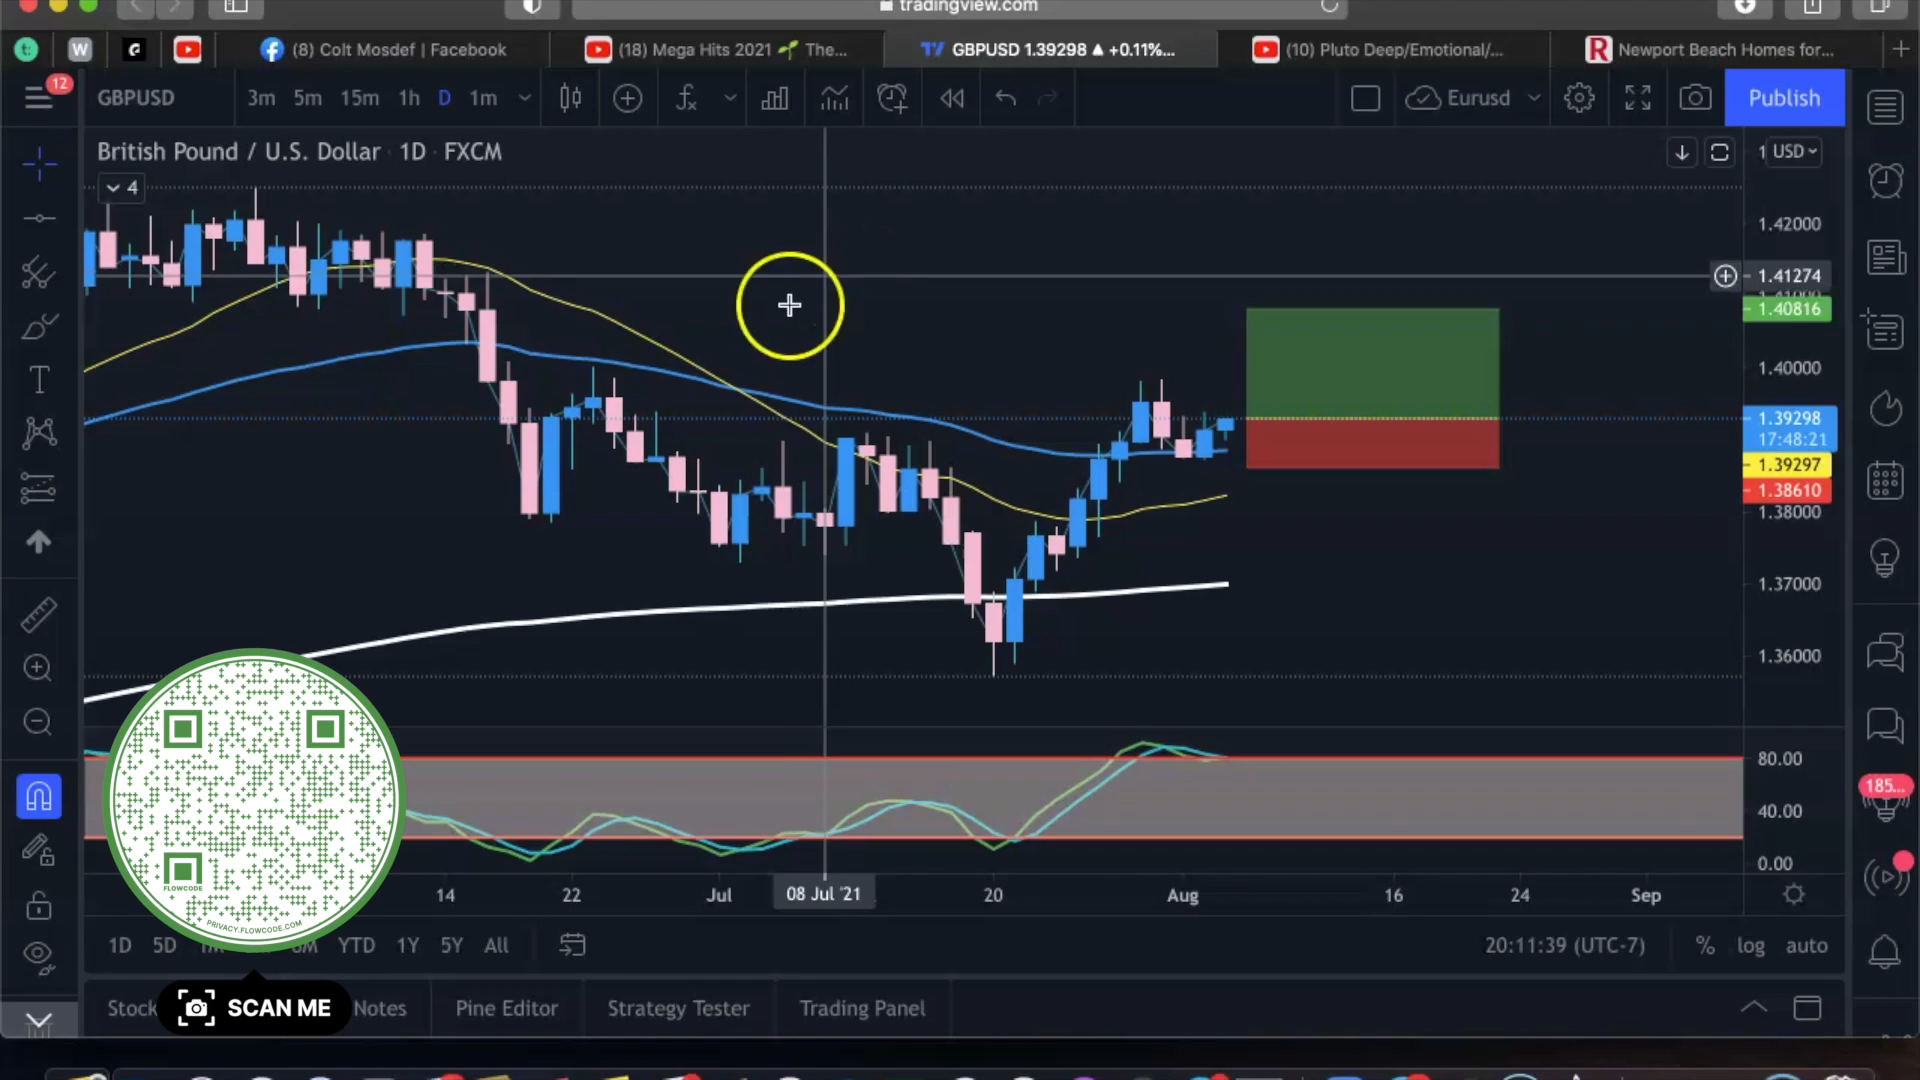 tradingview.com
t:
W
(8) Colt Mosdef | Facebook
(18) Mega Hits 2021 🌱 The...
GBPUSD 1.39298 ▲ +0.11%...
(10) Pluto Deep/Emotional/...
R Newport Beach Homes for...
12
GBPUSD
3m 5m 15m 1h D 1m
Eurusd
Publish
British Pound / U.S. Dollar · 1D · FXCM
1 USD
4
1.42000
1.41274
1.40816
1.40000
1.39298
17:48:21
1.39297
1.38610
1.38000
1.37000
1.36000
80.00
40.00
0.00
185...
FLOWCODE
PRIVACY.FLOWCODE.COM
14 22 Jul 08 Jul '21 20 Aug 16 24 Sep
1D 5D YTD 1Y 5Y All
20:11:39 (UTC-7) % log auto
SCAN ME
Stock Notes Pine Editor Strategy Tester Trading Panel